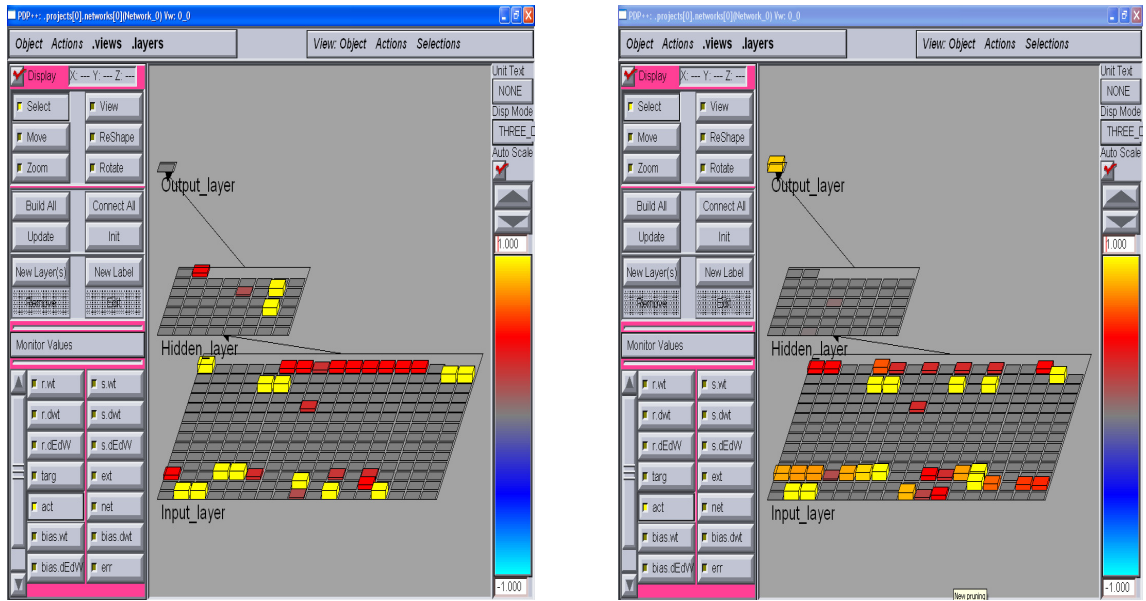 PDP++: .projects[0].networks[0](Network_0) Vw: 0_0
Object Actions .views .layers
View: Object Actions Selections
Display X: --- Y: --- Z: ---
Unit Text
NONE
Select View
Disp Mode
Move ReShape
THREE_D
Auto Scale
Zoom Rotate
Output_layer
Build All Connect All
Update Init
1.000
New Layer(s) New Label
Remove Edit
Monitor Values
Hidden_layer
r.wt s.wt
r.dwt s.dwt
r.dEdW s.dEdW
targ ext
act net
Input_layer
bias.wt bias.dwt
bias.dEdW err
-1.000
PDP++: .projects[0].networks[0](Network_0) Vw: 0_0
Object Actions .views .layers
View: Object Actions Selections
Display X: --- Y: --- Z: ---
Unit Text
NONE
Select View
Disp Mode
Move ReShape
THREE_D
Auto Scale
Zoom Rotate
Output_layer
Build All Connect All
Update Init
1.000
New Layer(s) New Label
Remove Edit
Monitor Values
Hidden_layer
r.wt s.wt
r.dwt s.dwt
r.dEdW s.dEdW
targ ext
act net
Input_layer
bias.wt bias.dwt
bias.dEdW err
-1.000
New pruning